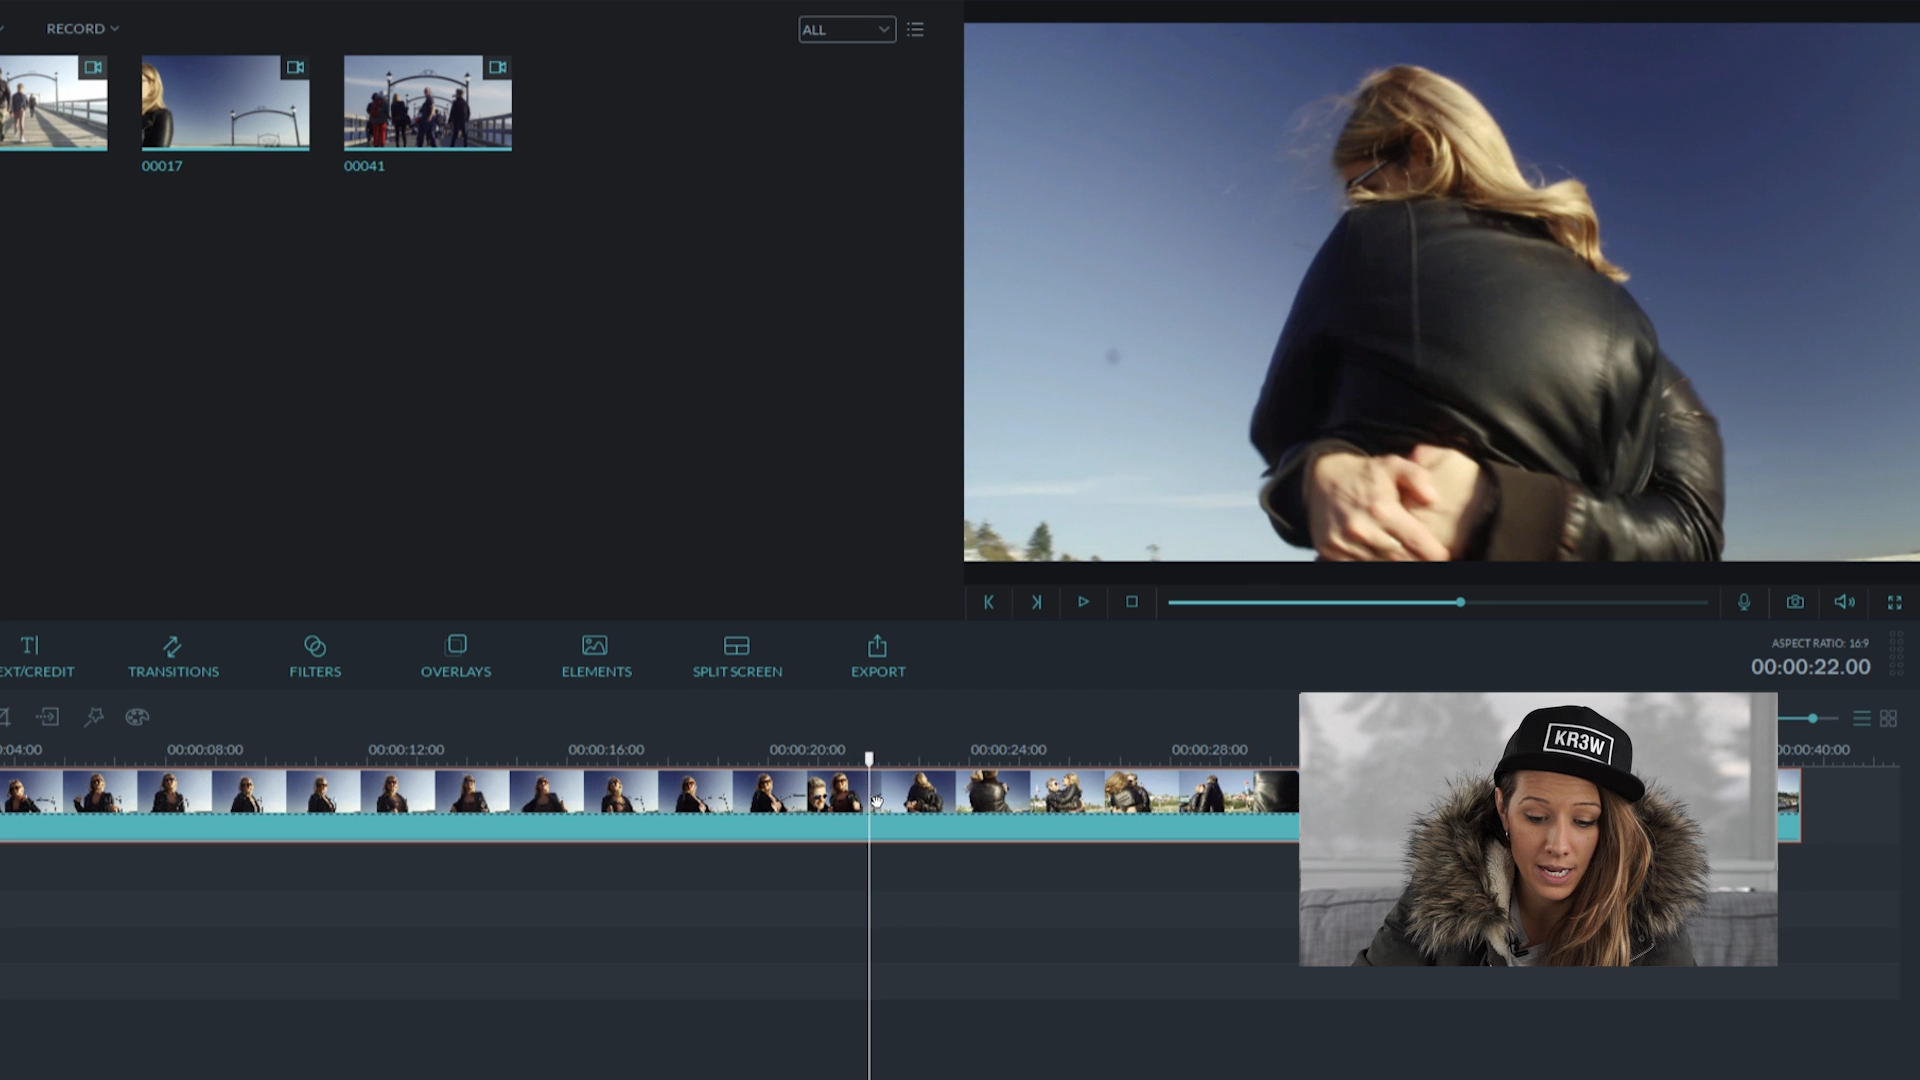 RECORD
ALL
00017
00041
EXT/CREDIT
TRANSITIONS
FILTERS
OVERLAYS
ELEMENTS
SPLIT SCREEN
EXPORT
ASPECT RATIO: 16:9
00:00:22.00
0:04:00
00:00:08:00
00:00:12:00
00:00:16:00
00:00:20:00
00:00:24:00
00:00:28:00
00:00:40:00
KR3W